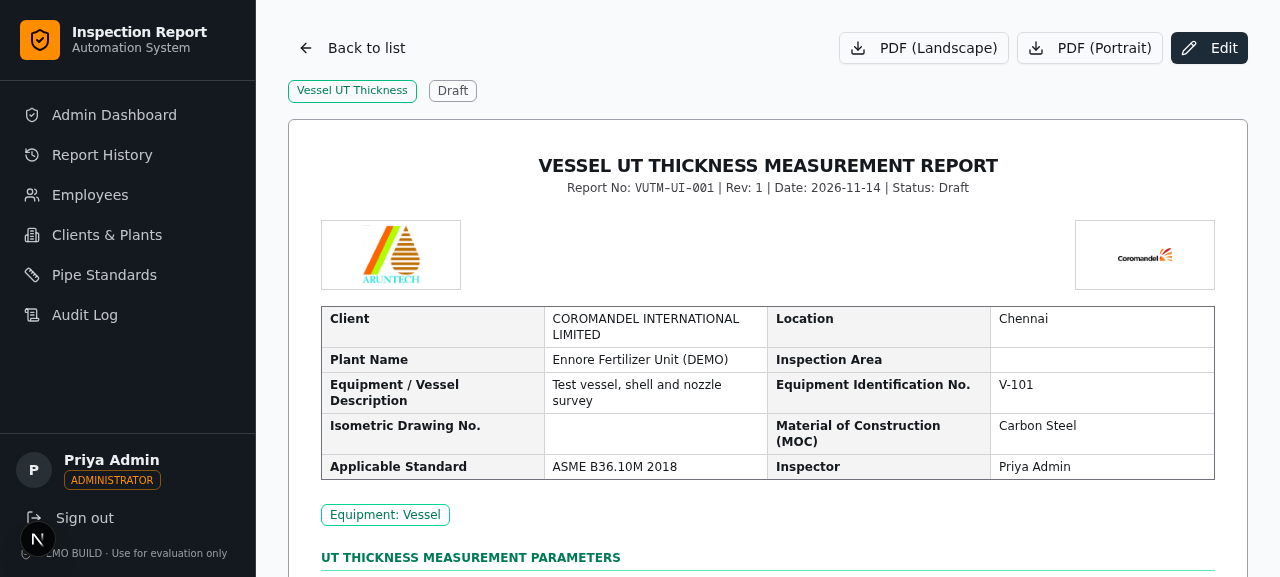 Inspection Report
Automation System
Admin Dashboard
Report History
Employees
Clients & Plants
Pipe Standards
Audit Log
P
Priya Admin
ADMINISTRATOR
Sign out
N
EMO BUILD · Use for evaluation only
Back to list
PDF (Landscape)
PDF (Portrait)
Edit
Vessel UT Thickness
Draft
VESSEL UT THICKNESS MEASUREMENT REPORT
Report No: VUTM-UI-001 | Rev: 1 | Date: 2026-11-14 | Status: Draft
ARUNTECH
Coromandel
Client
COROMANDEL INTERNATIONAL
LIMITED
Location
Chennai
Plant Name
Ennore Fertilizer Unit (DEMO)
Inspection Area
Equipment / Vessel
Description
Test vessel, shell and nozzle
survey
Equipment Identification No.
V-101
Isometric Drawing No.
Material of Construction
(MOC)
Carbon Steel
Applicable Standard
ASME B36.10M 2018
Inspector
Priya Admin
Equipment: Vessel
UT THICKNESS MEASUREMENT PARAMETERS